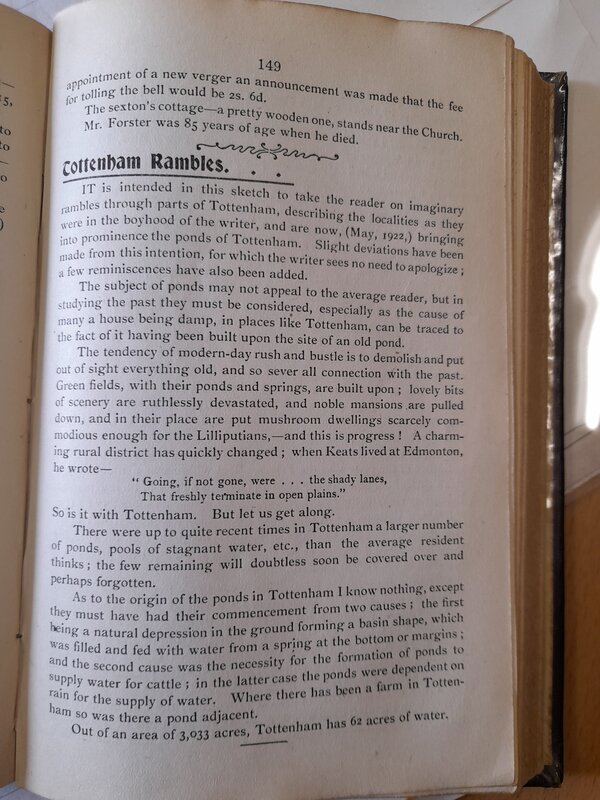 149
appointment of a new verger an announcement was made that the fee
for tolling the bell would be 2s. 6d.
The sexton's cottage—a pretty wooden one, stands near the Church.
Mr. Forster was 85 years of age when he died.
Tottenham Rambles. . .
IT is intended in this sketch to take the reader on imaginary
rambles through parts of Tottenham, describing the localities as they
were in the boyhood of the writer, and are now, (May, 1922,) bringing
into prominence the ponds of Tottenham. Slight deviations have been
made from this intention, for which the writer sees no need to apologize ;
a few reminiscences have also been added.
The subject of ponds may not appeal to the average reader, but in
studying the past they must be considered, especially as the cause of
many a house being damp, in places like Tottenham, can be traced to
the fact of it having been built upon the site of an old pond.
The tendency of modern-day rush and bustle is to demolish and put
out of sight everything old, and so sever all connection with the past.
Green fields, with their ponds and springs, are built upon ; lovely bits
of scenery are ruthlessly devastated, and noble mansions are pulled
down, and in their place are put mushroom dwellings scarcely com-
modious enough for the Lilliputians,—and this is progress ! A charm-
ing rural district has quickly changed ; when Keats lived at Edmonton,
he wrote—
" Going, if not gone, were . . . the shady lanes,
That freshly terminate in open plains."
So is it with Tottenham. But let us get along.
There were up to quite recent times in Tottenham a larger number
of ponds, pools of stagnant water, etc., than the average resident
thinks ; the few remaining will doubtless soon be covered over and
perhaps forgotten.
As to the origin of the ponds in Tottenham I know nothing, except
they must have had their commencement from two causes ; the first
being a natural depression in the ground forming a basin shape, which
was filled and fed with water from a spring at the bottom or margins ;
and the second cause was the necessity for the formation of ponds to
supply water for cattle ; in the latter case the ponds were dependent on
rain for the supply of water. Where there has been a farm in Totten-
ham so was there a pond adjacent.
Out of an area of 3,033 acres, Tottenham has 62 acres of water.